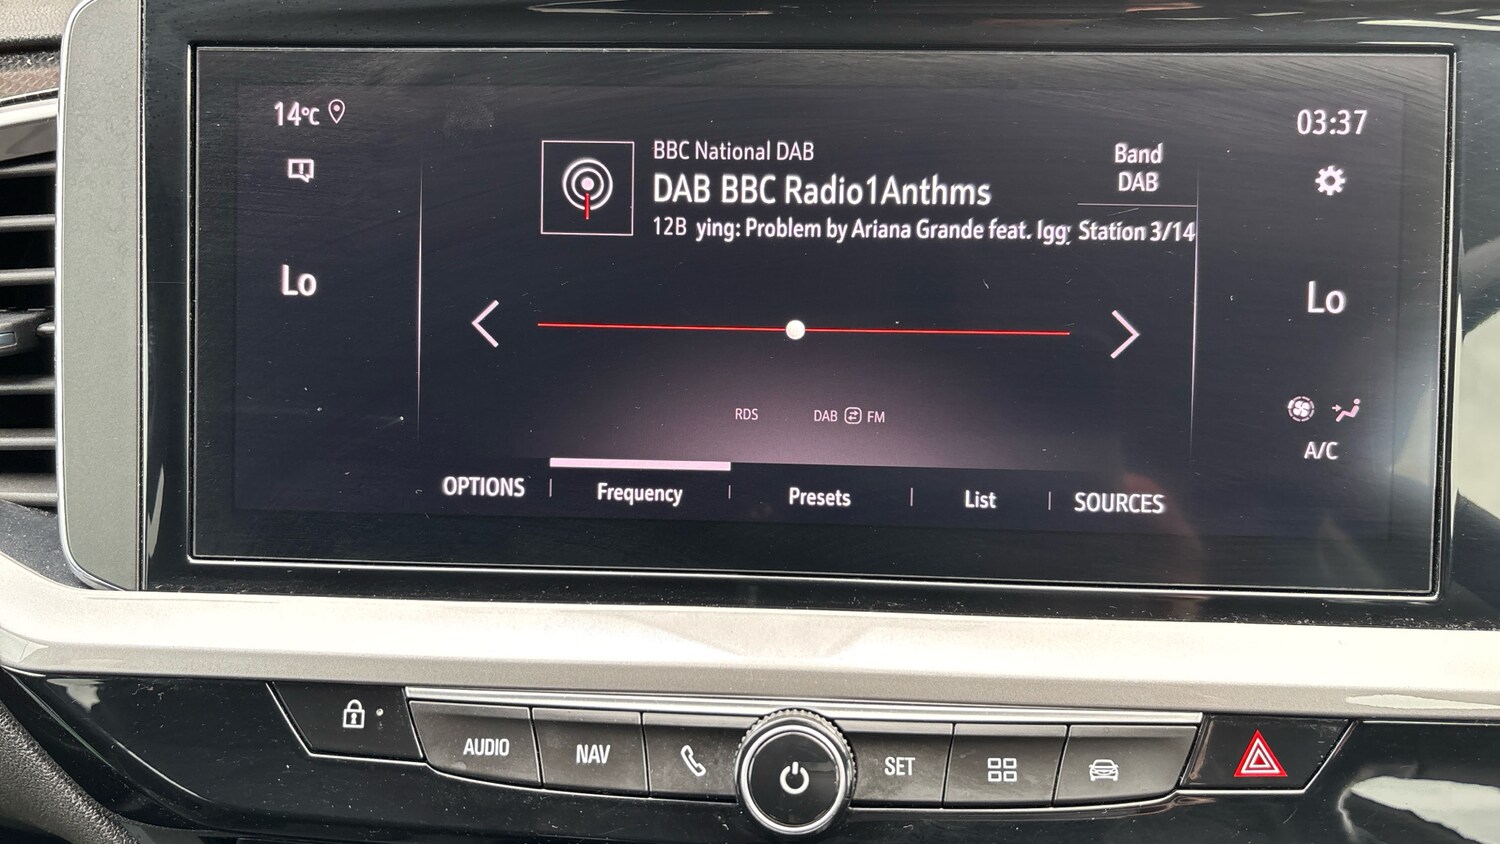 14°C
03:37
BBC National DAB
DAB BBC Radio1Anthms
12B ying: Problem by Ariana Grande feat. Igg
Band
DAB
Station 3/14
Lo
Lo
RDS
DAB FM
A/C
OPTIONS
Frequency
Presets
List
SOURCES
AUDIO
NAV
SET